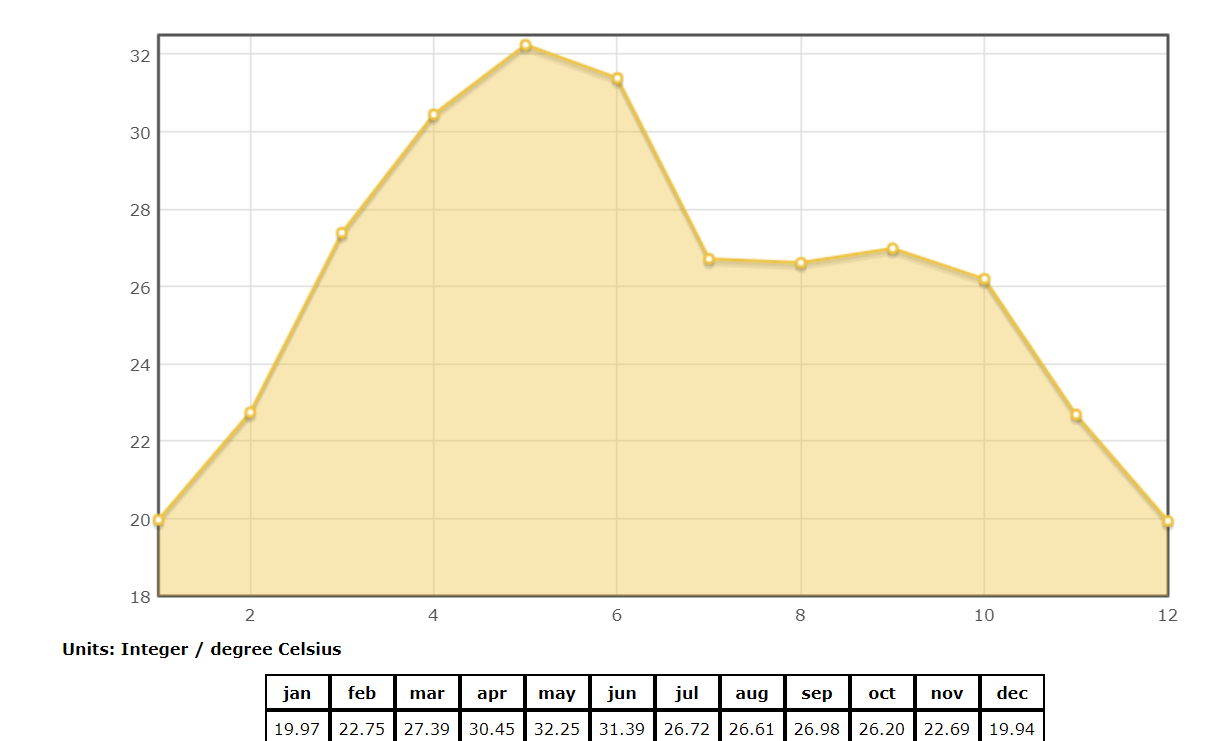 32
30
28
26
24
22
20
18
2 4 6 8 10 12
Units: Integer / degree Celsius
jan feb mar apr may jun jul aug sep oct nov dec
19.97 22.75 27.39 30.45 32.25 31.39 26.72 26.61 26.98 26.20 22.69 19.94